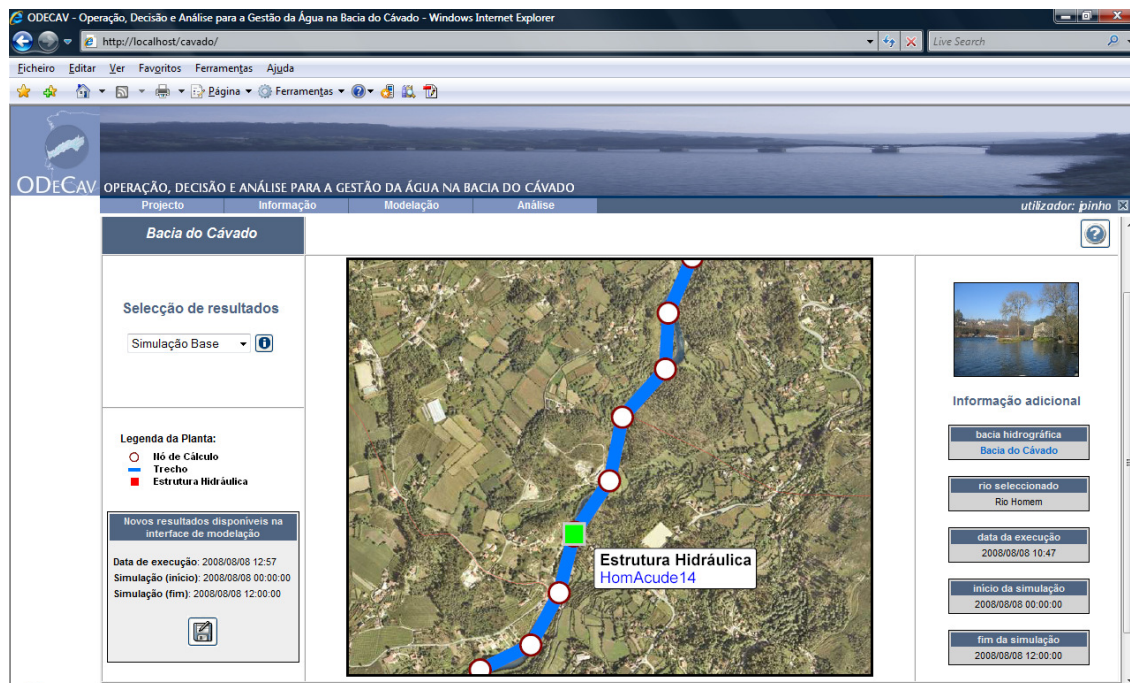 ODECAV - Operação, Decisão e Análise para a Gestão da Água na Bacia do Cávado - Windows Internet Explorer
http://localhost/cavado/
Live Search
Ficheiro Editar Ver Favoritos Ferramentas Ajuda
Página Ferramentas
ODECAV
OPERAÇÃO, DECISÃO E ANÁLISE PARA A GESTÃO DA ÁGUA NA BACIA DO CÁVADO
Projecto Informação Modelação Análise
utilizador: jpinho
Bacia do Cávado
Selecção de resultados
Simulação Base
Legenda da Planta:
Nó de Cálculo
Trecho
Estrutura Hidráulica
Novos resultados disponíveis na
interface de modelação
Data de execução: 2008/08/08 12:57
Simulação (início): 2008/08/08 00:00:00
Simulação (fim): 2008/08/08 12:00:00
Estrutura Hidráulica
HomAcude14
Informação adicional
bacia hidrográfica
Bacia do Cávado
rio seleccionado
Rio Homem
data da execução
2008/08/08 10:47
início da simulação
2008/08/08 00:00:00
fim da simulação
2008/08/08 12:00:00